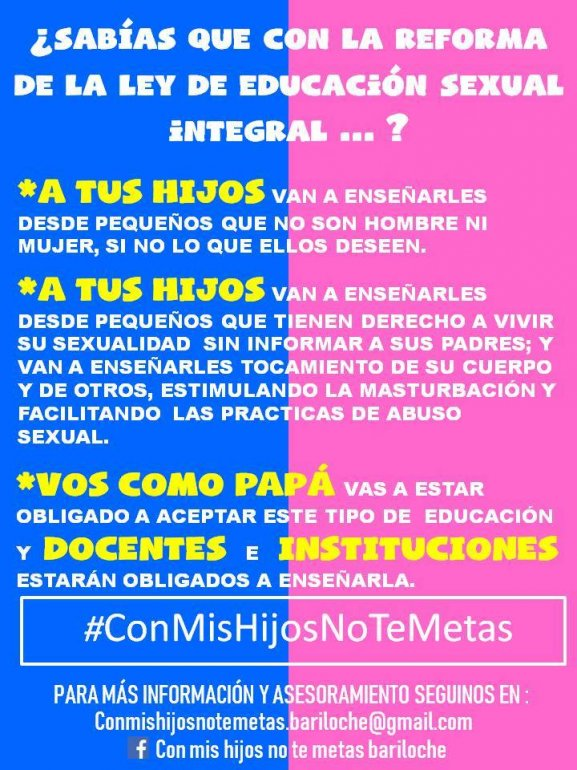 ¿SABÍAS QUE CON LA REFORMA
DE LA LEY DE EDUCACIÓN SEXUAL
INTEGRAL ... ?
*A TUS HIJOS VAN A ENSEÑARLES
DESDE PEQUEÑOS QUE NO SON HOMBRE NI
MUJER, SI NO LO QUE ELLOS DESEEN.
*A TUS HIJOS VAN A ENSEÑARLES
DESDE PEQUEÑOS QUE TIENEN DERECHO A VIVIR
SU SEXUALIDAD SIN INFORMAR A SUS PADRES; Y
VAN A ENSEÑARLES TOCAMIENTO DE SU CUERPO
Y DE OTROS, ESTIMULANDO LA MASTURBACIÓN Y
FACILITANDO LAS PRACTICAS DE ABUSO
SEXUAL.
*VOS COMO PAPÁ VAS A ESTAR
OBLIGADO A ACEPTAR ESTE TIPO DE EDUCACIÓN
Y DOCENTES E INSTITUCIONES
ESTARÁN OBLIGADOS A ENSEÑARLA.
#ConMisHijosNoTeMetas
PARA MÁS INFORMACIÓN Y ASESORAMIENTO SEGUINOS EN :
Conmishijosnotemetas.bariloche@gmail.com
f Con mis hijos no te metas bariloche